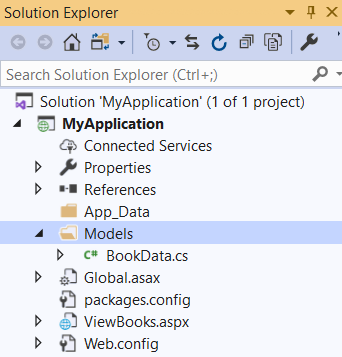 Solution Explorer
Search Solution Explorer (Ctrl+;)
Solution 'MyApplication' (1 of 1 project)
MyApplication
Connected Services
Properties
References
App_Data
Models
C# BookData.cs
Global.asax
packages.config
ViewBooks.aspx
Web.config